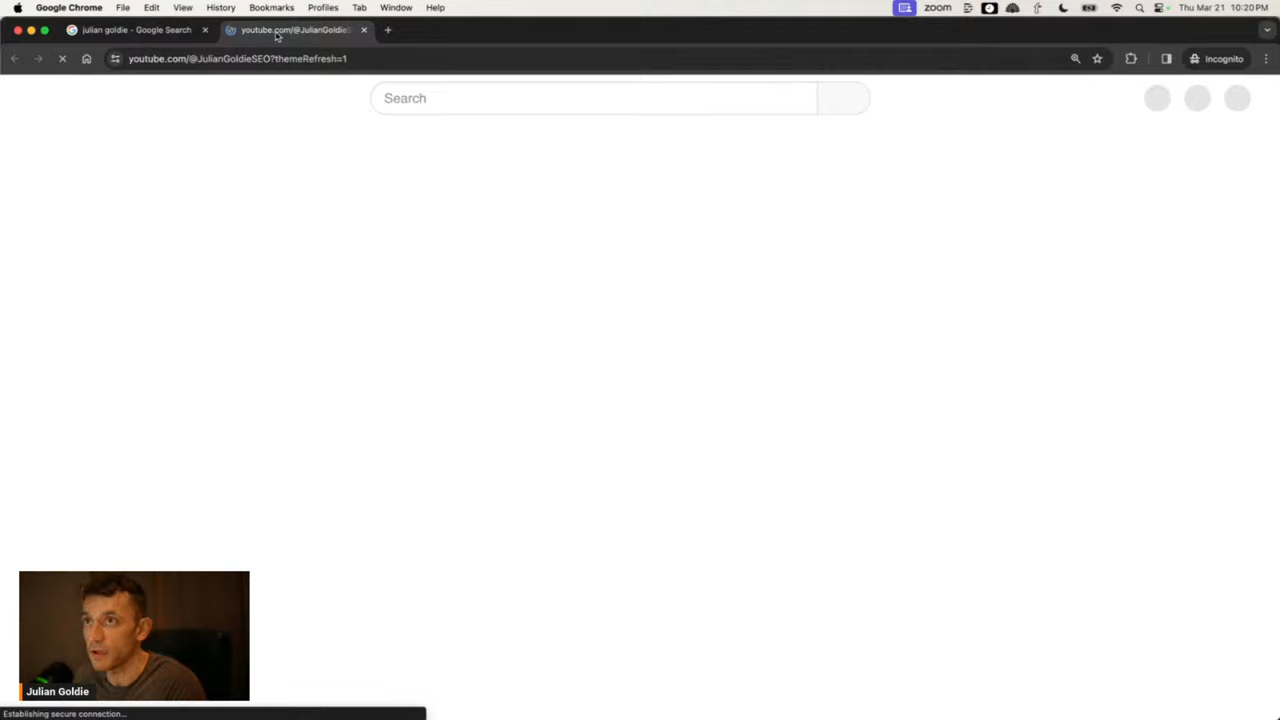 Google Chrome File Edit View History Bookmarks Profiles Tab Window Help zoom Thu Mar 21 10:20 PM
julian goldie - Google Search youtube.com/@JulianGoldieS
youtube.com/@JulianGoldieSEO?themeRefresh=1 Incognito
Search
Julian Goldie
Establishing secure connection...